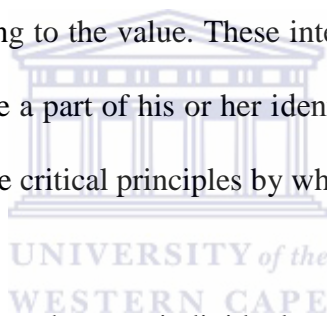 ng to the value. These inte
e a part of his or her iden
e critical principles by wh
UNIVERSITY of the
WESTERN CAPE